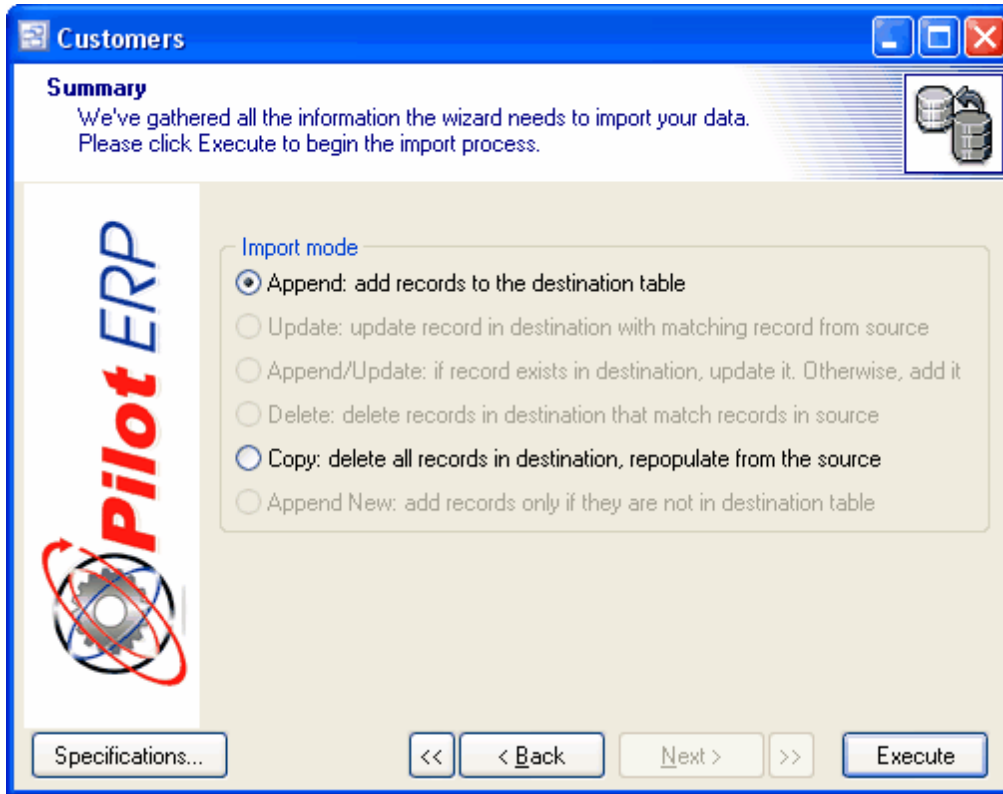 Customers
Summary
We've gathered all the information the wizard needs to import your data.
Please click Execute to begin the import process.
Pilot ERP
Import mode
Append: add records to the destination table
Update: update record in destination with matching record from source
Append/Update: if record exists in destination, update it. Otherwise, add it
Delete: delete records in destination that match records in source
Copy: delete all records in destination, repopulate from the source
Append New: add records only if they are not in destination table
Specifications...
<<
< Back
Next >
>>
Execute